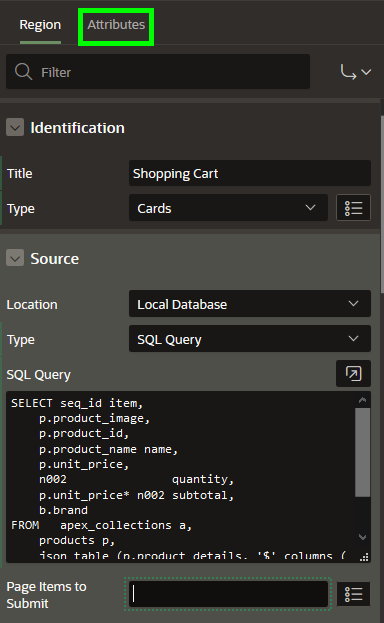 Region Attributes
Filter
Identification
Title Shopping Cart
Type Cards
Source
Location Local Database
Type SQL Query
SQL Query
SELECT seq_id item,
p.product_image,
p.product_id,
p.product_name name,
p.unit_price,
n002 quantity,
p.unit_price* n002 subtotal,
b.brand
FROM apex_collections a,
products p,
json_table (p.product_details, '$' columns (
Page Items to
Submit